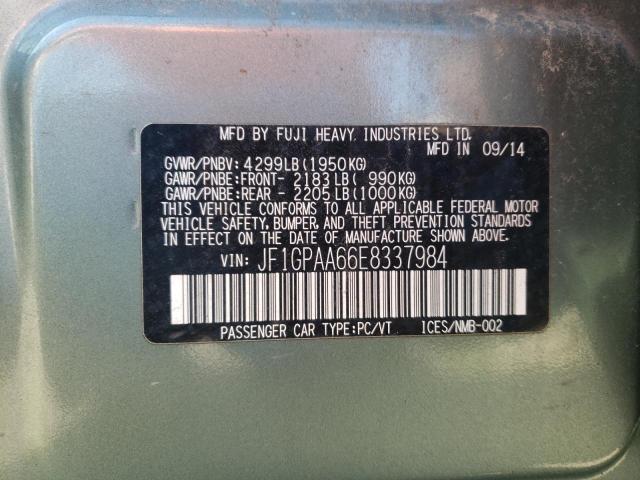 MFD BY FUJI HEAVY INDUSTRIES LTD.
MFD IN 09/14
GVWR/PNBV: 4299LB(1950KG)
GAWR/PNBE:FRONT- 2183LB( 990KG)
GAWR/PNBE:REAR - 2205LB(1000KG)
THIS VEHICLE CONFORMS TO ALL APPLICABLE FEDERAL MOTOR
VEHICLE SAFETY, BUMPER, AND THEFT PREVENTION STANDARDS
IN EFFECT ON THE DATE OF MANUFACTURE SHOWN ABOVE.
VIN: JF1GPAA66E8337984
PASSENGER CAR TYPE:PC/VT ICES/NMB-002